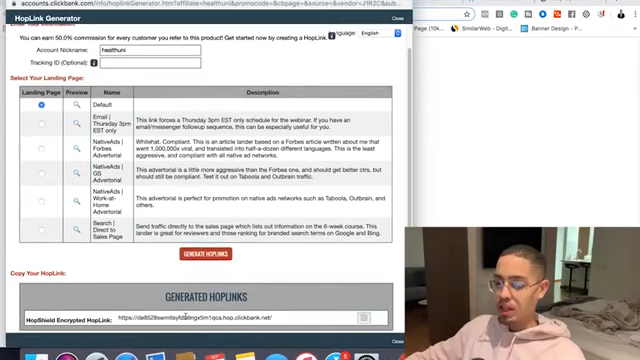 accounts.clickbank.com/info/hoplinkGenerator.htm?affiliate=healthuni&promocode=&cbpage=&source=&vendor=J1R2C&sub...
HopLink Generator
Close
Language: English
You can earn 50.0% commission for every customer you refer to this product! Get started now by creating a HopLink.
Account Nickname: healthuni
Tracking ID (Optional):
Select Your Landing Page:
Landing Page Preview Name Description
Default
Email | Thursday 3pm EST only
This link forces a Thursday 3pm EST only schedule for the webinar. If you have an email/messenger followup sequence, this can be especially useful for you.
NativeAds | Forbes Advertorial
Whitehat. Compliant. This is an article lander based on a Forbes article written about me that went 1,000,000x viral, and translated into half-a-dozen different languages. This is the least aggressive, and compliant with all native ad networks.
NativeAds | GS Advertorial
This advertorial is a little more aggressive than the Forbes one, and should get better ctrs, but should still be compliant. Test it out on Taboola and Outbrain traffic.
NativeAds | Work-at-Home Advertorial
This advertorial is perfect for promoting on native ads networks such as Taboola, Outbrain, and others.
Search | Direct to Sales Page
Send traffic directly to the sales page which lists out information on the 6-week course. This lander is great for reviewers and those ranking for branded search terms on Google and Bing.
GENERATE HOPLINKS
Copy Your HopLink:
GENERATED HOPLINKS
HopShield Encrypted HopLink:
Close
Paused
SimilarWeb - Digit...
Banner Design - P...